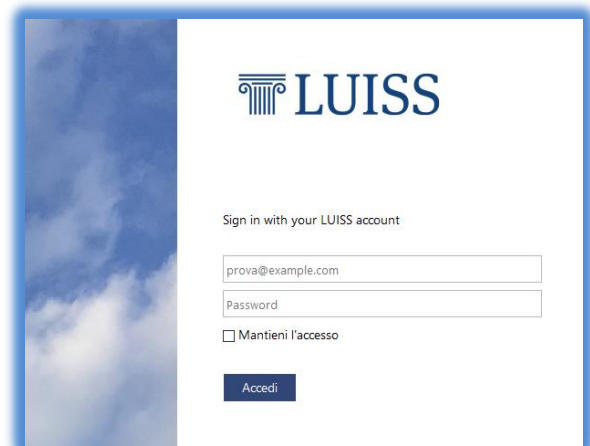 LUISS
Sign in with your LUISS account
prova@example.com
Password
Mantieni l'accesso
Accedi